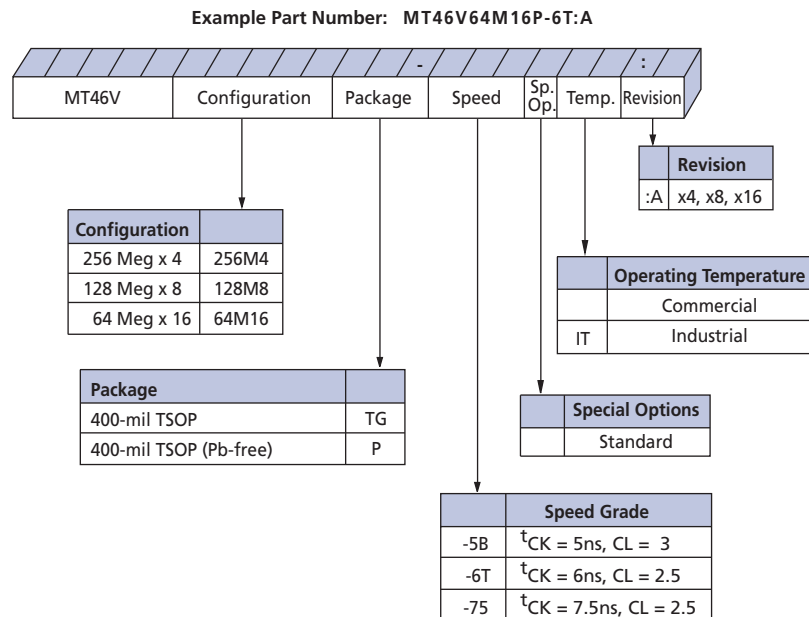 Example Part Number: MT46V64M16P-6T:A
- :
MT46V Configuration Package Speed Sp. Op. Temp. Revision
Revision
:A x4, x8, x16
Configuration
256 Meg x 4 256M4
128 Meg x 8 128M8
64 Meg x 16 64M16
Operating Temperature
Commercial
IT Industrial
Package
400-mil TSOP TG
400-mil TSOP (Pb-free) P
Special Options
Standard
Speed Grade
-5B tCK = 5ns, CL = 3
-6T tCK = 6ns, CL = 2.5
-75 tCK = 7.5ns, CL = 2.5